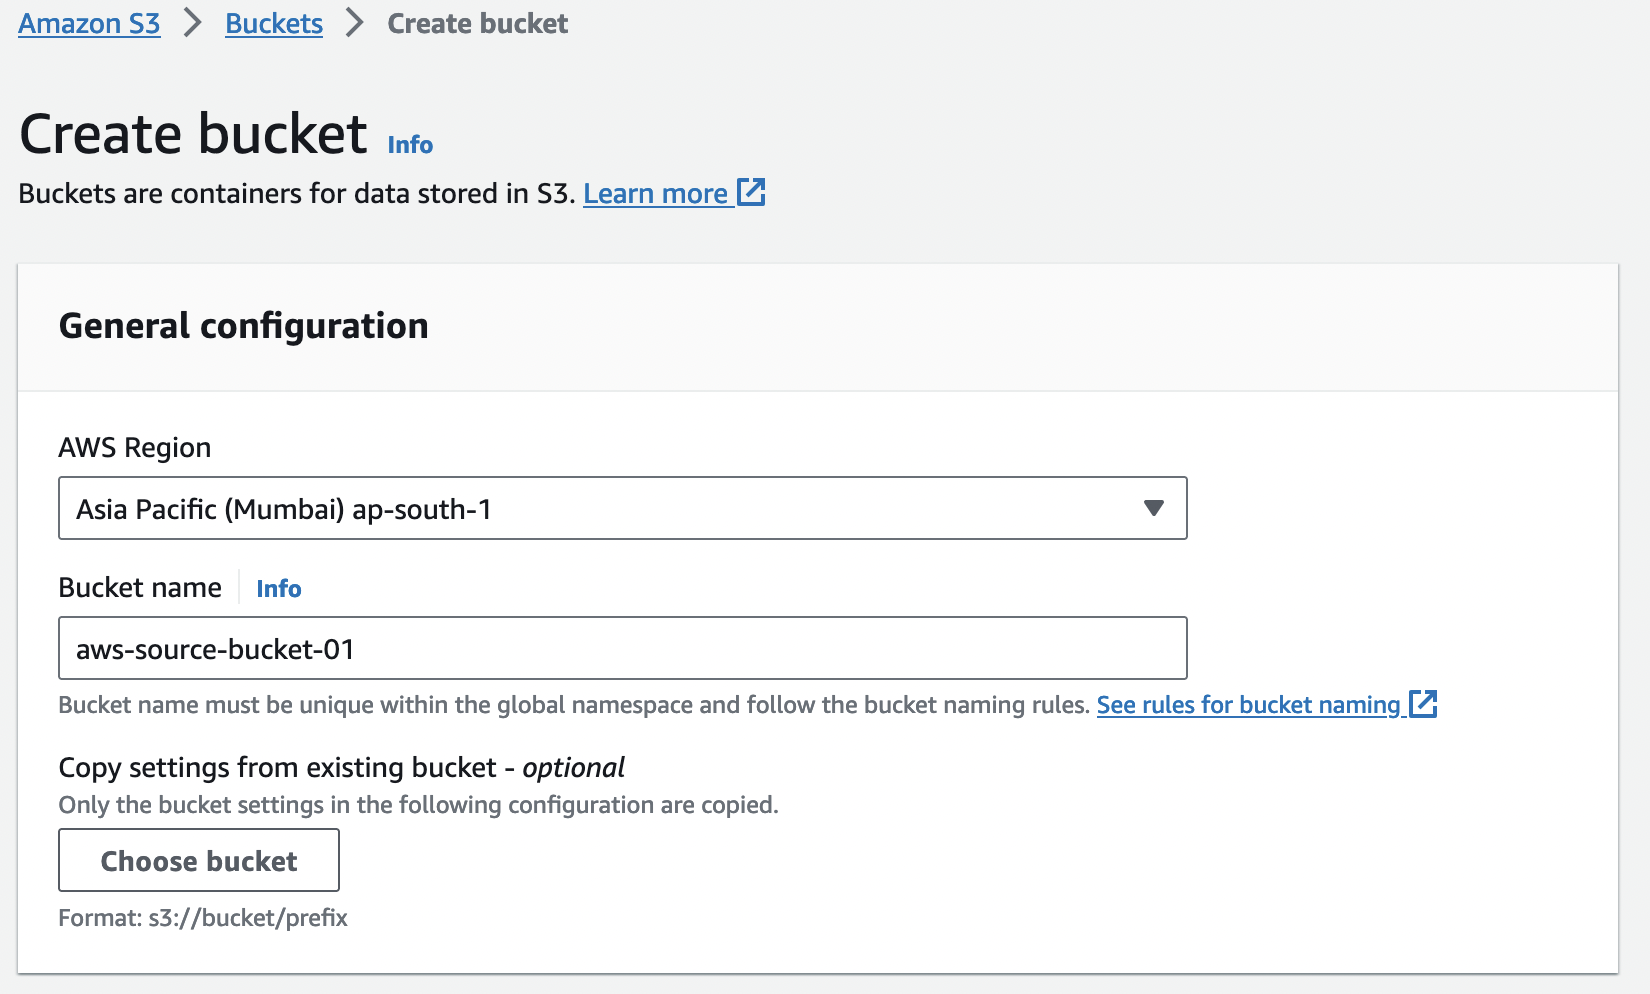 Amazon S3 > Buckets > Create bucket
Create bucket Info
Buckets are containers for data stored in S3. Learn more
General configuration
AWS Region
Asia Pacific (Mumbai) ap-south-1
Bucket name Info
aws-source-bucket-01
Bucket name must be unique within the global namespace and follow the bucket naming rules. See rules for bucket naming
Copy settings from existing bucket - optional
Only the bucket settings in the following configuration are copied.
Choose bucket
Format: s3://bucket/prefix